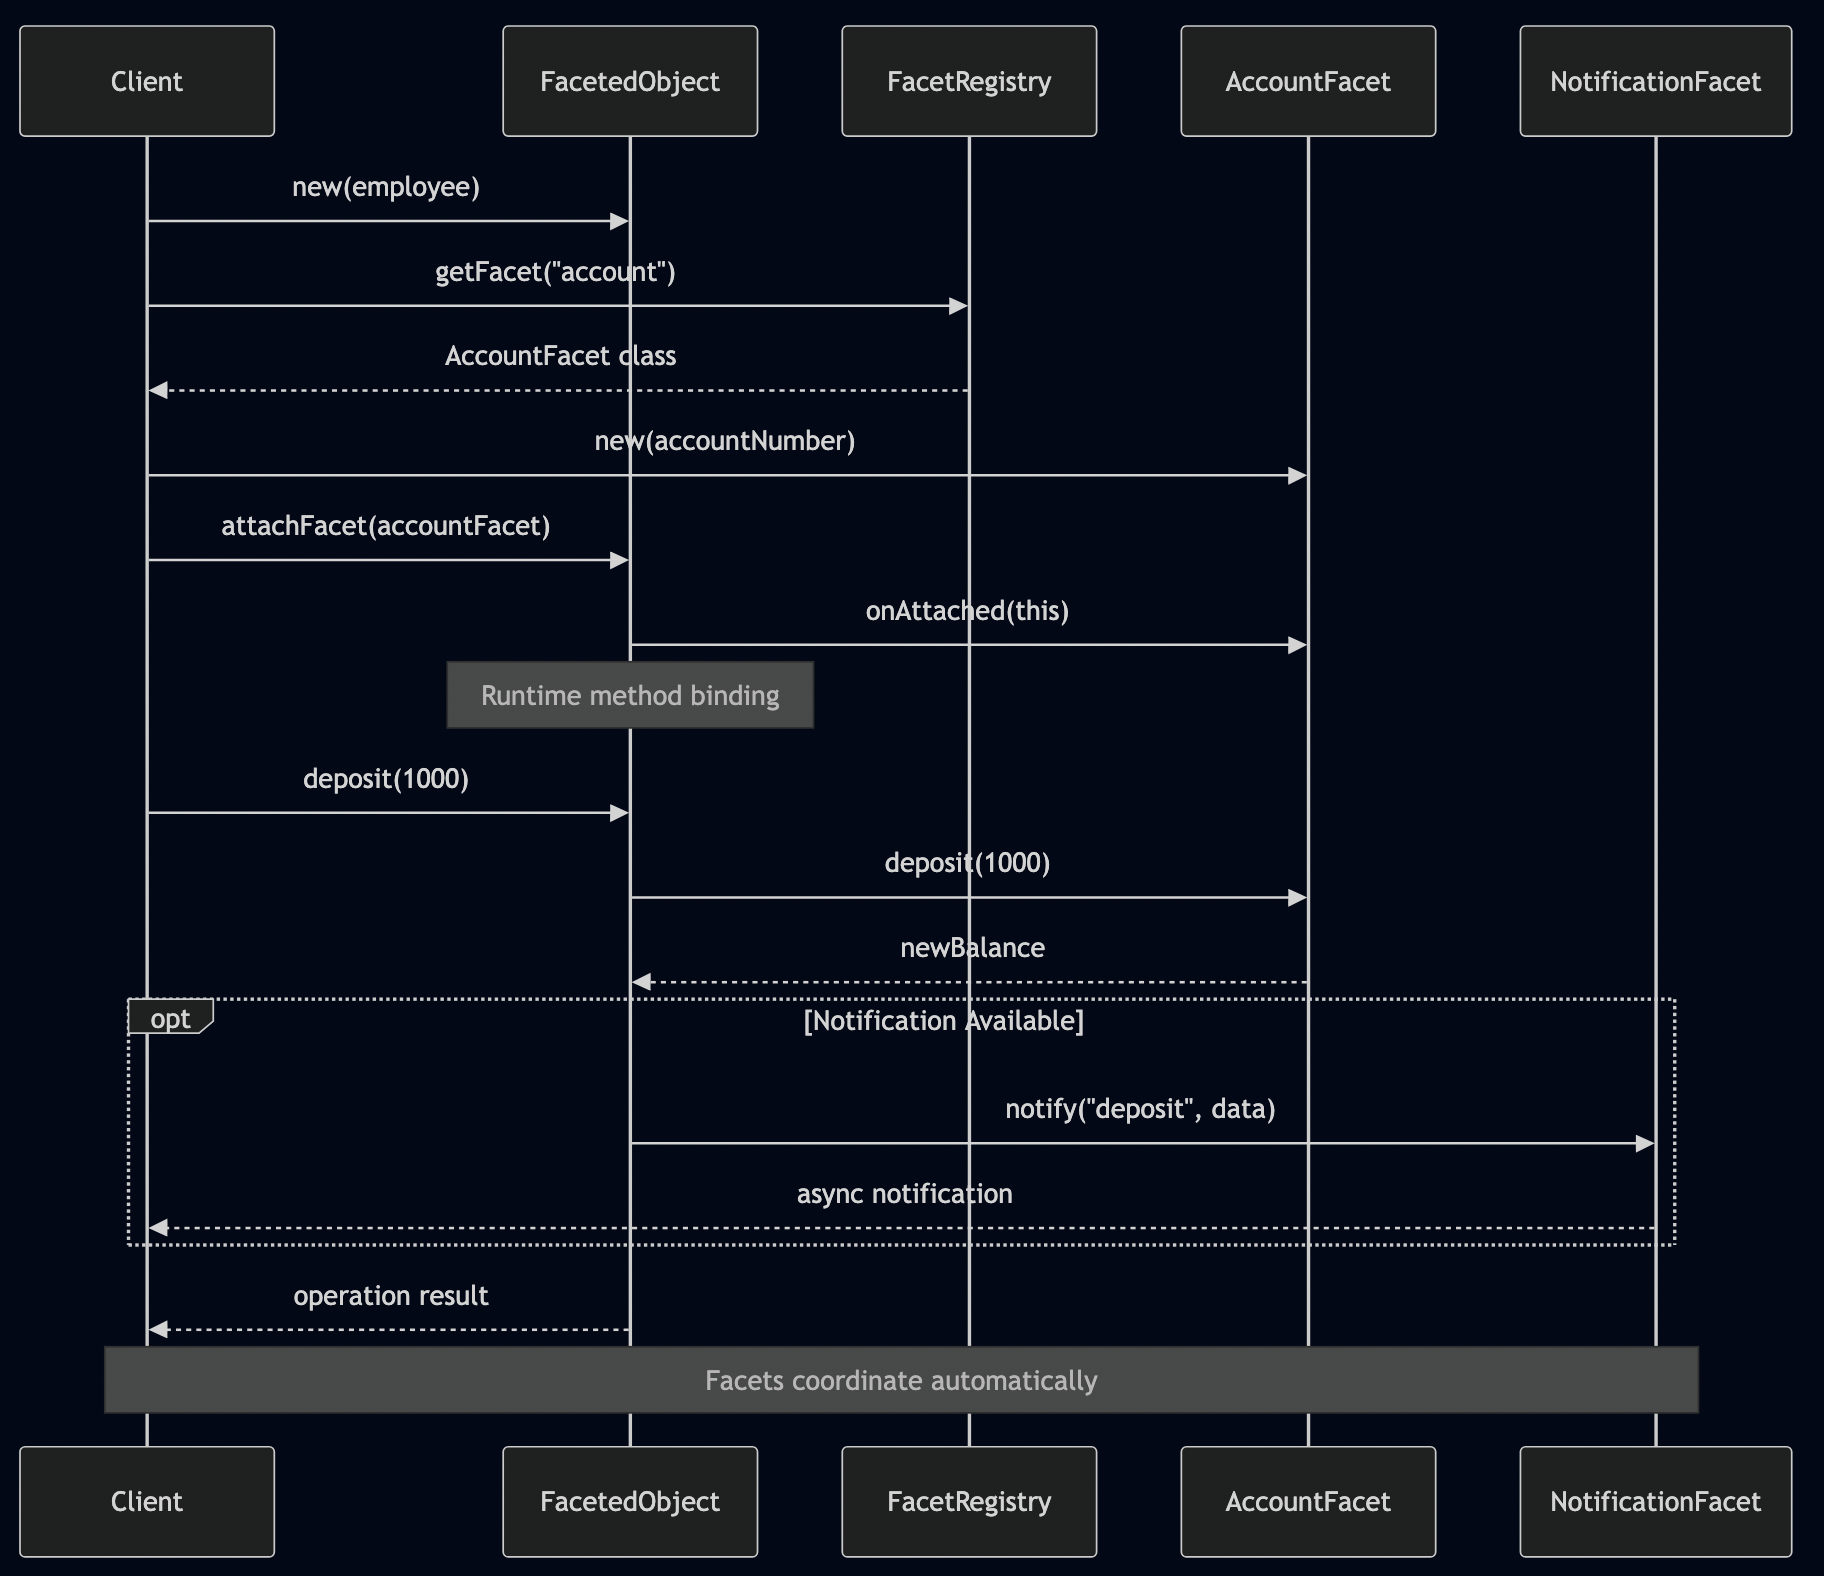 Client
FacetedObject
FacetRegistry
AccountFacet
NotificationFacet
new(employee)
getFacet("account")
AccountFacet class
new(accountNumber)
attachFacet(accountFacet)
onAttached(this)
Runtime method binding
deposit(1000)
deposit(1000)
newBalance
opt
[Notification Available]
notify("deposit", data)
async notification
operation result
Facets coordinate automatically
Client
FacetedObject
FacetRegistry
AccountFacet
NotificationFacet